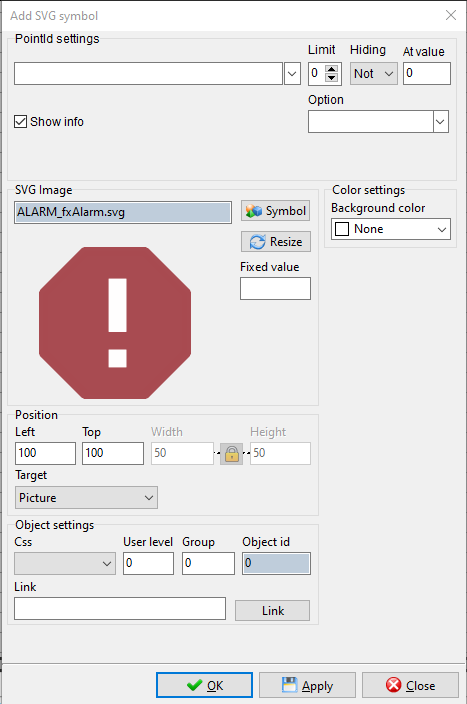 Add SVG symbol
PointId settings
Limit Hiding At value
0 Not 0
Show info
Option
SVG Image
ALARM_fxAlarm.svg
Symbol
Resize
Fixed value
Color settings
Background color
None
Position
Left Top Width Height
100 100 50 50
Target
Picture
Object settings
Css User level Group Object id
0 0 0
Link
Link
OK Apply Close